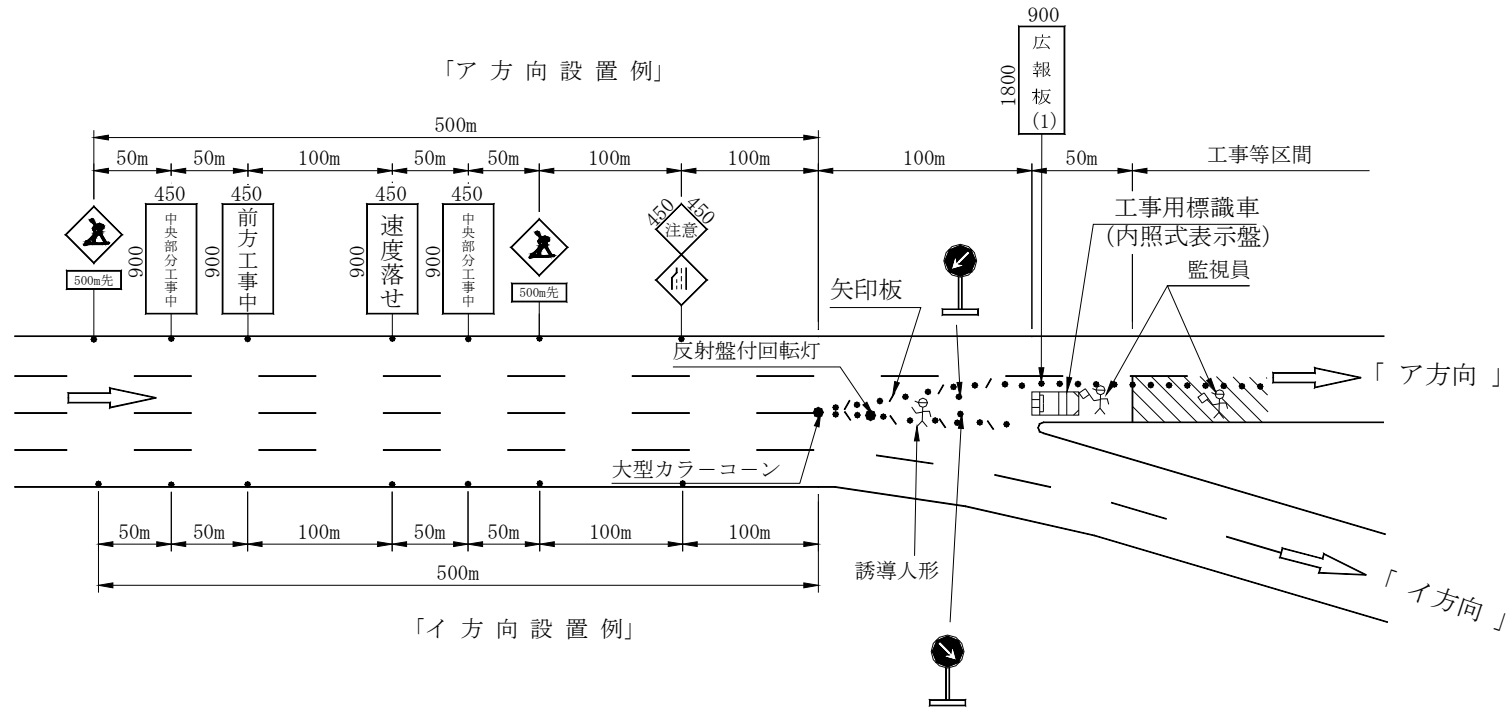 「ア 方 向 設 置 例」
900
広報板(1)
1800
500m
50m 50m 100m 50m 50m 100m 100m 100m 50m 工事等区間
500m先
450
中央部分工事中
900
450
前方工事中
900
450
速度落せ
900
450
中央部分工事中
900
500m先
450 450
注意
工事用標識車
(内照式表示盤)
監視員
矢印板
反射盤付回転灯
「 ア方向 」
大型カラーコーン
誘導人形
50m 50m 100m 50m 50m 100m 100m
500m
「イ 方 向 設 置 例」
「 イ方向 」